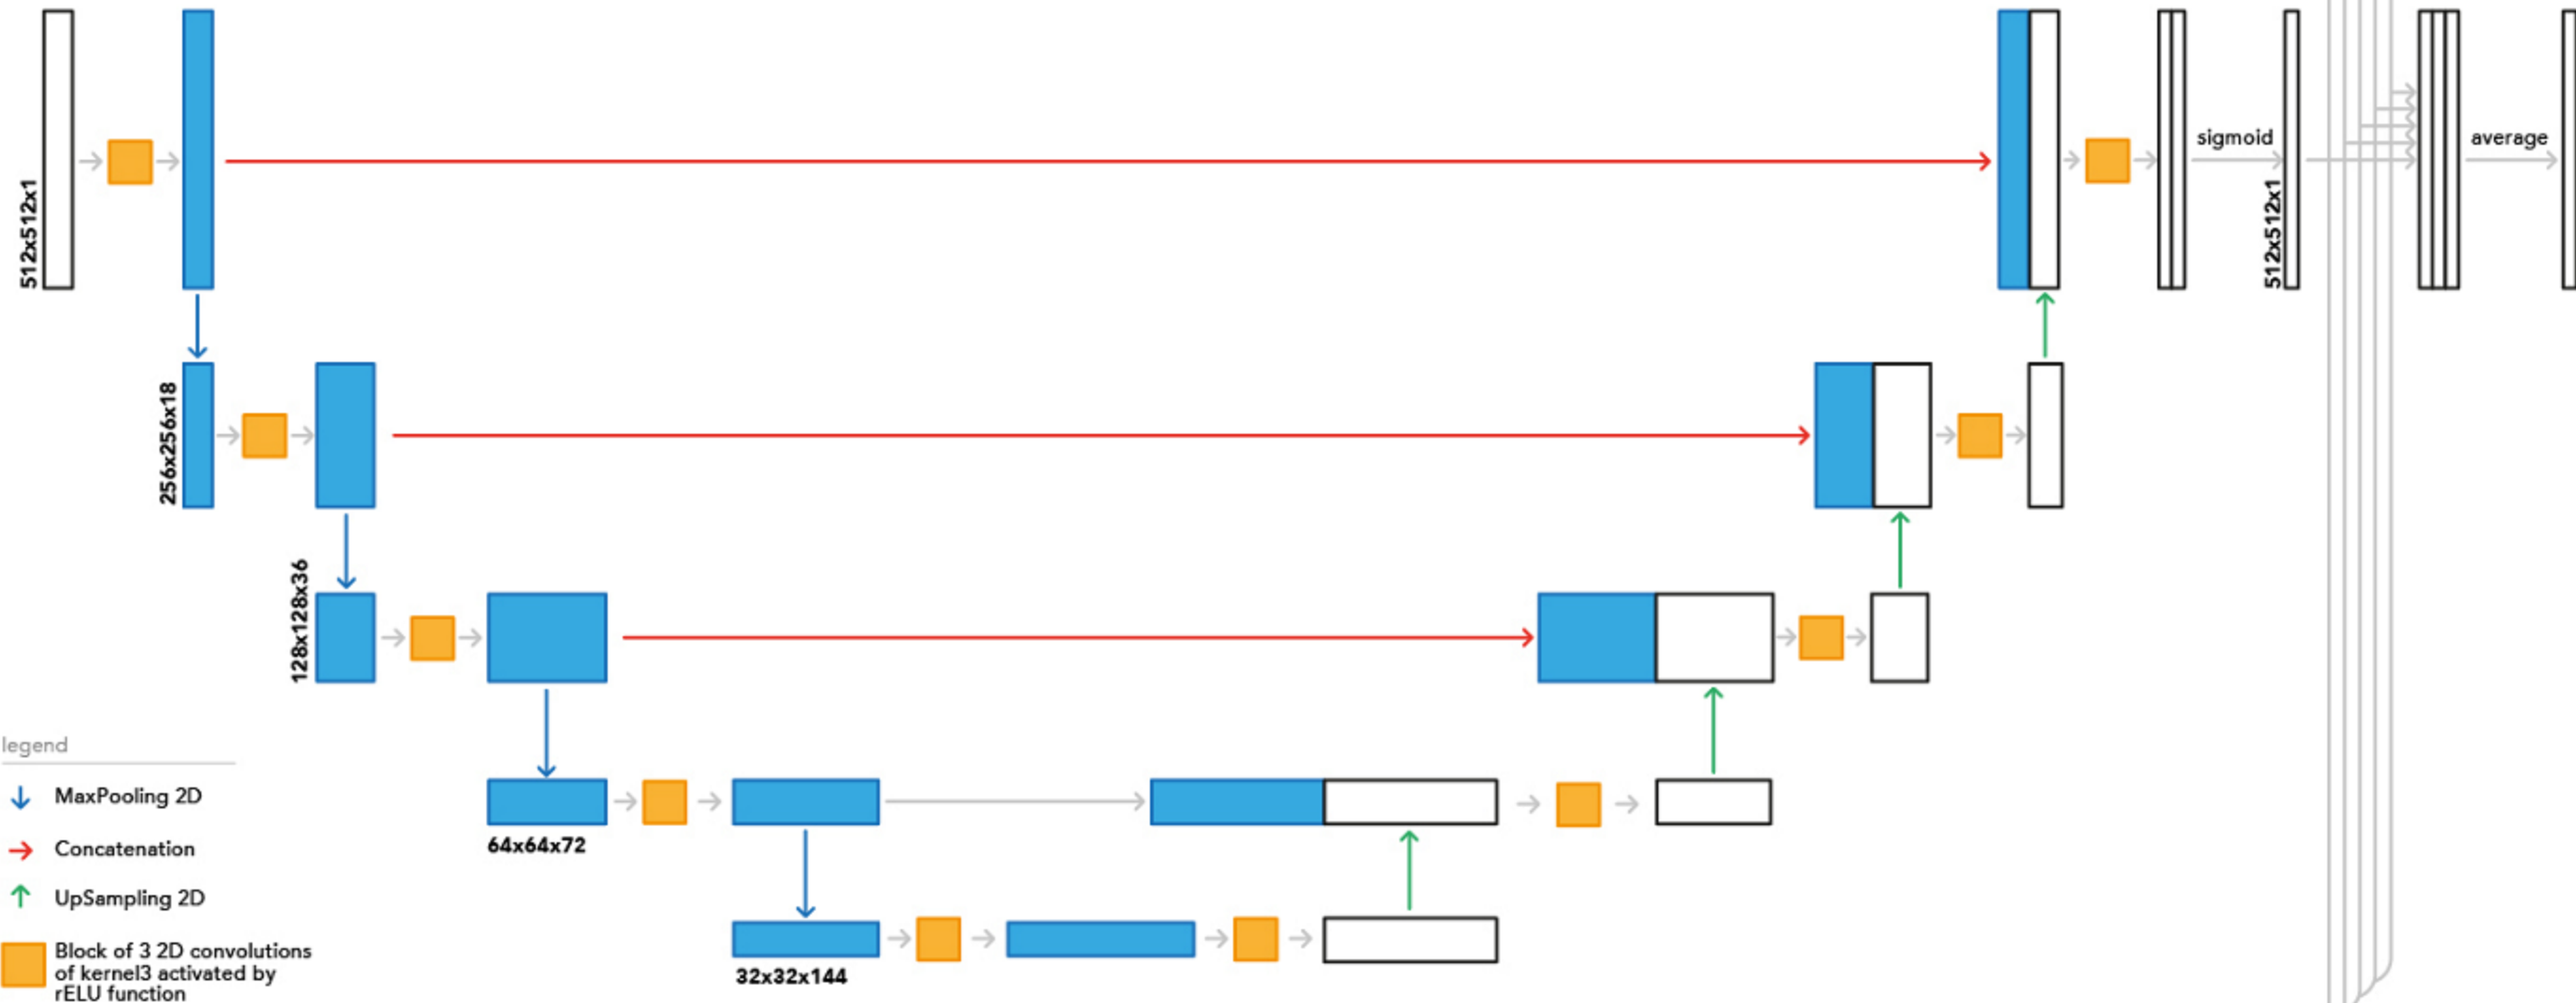 512x512x1
sigmoid
512x512x1
average
256x256x18
128x128x36
legend
MaxPooling 2D
Concatenation
UpSampling 2D
Block of 3 2D convolutions
of kernel3 activated by
rELU function
64x64x72
32x32x144